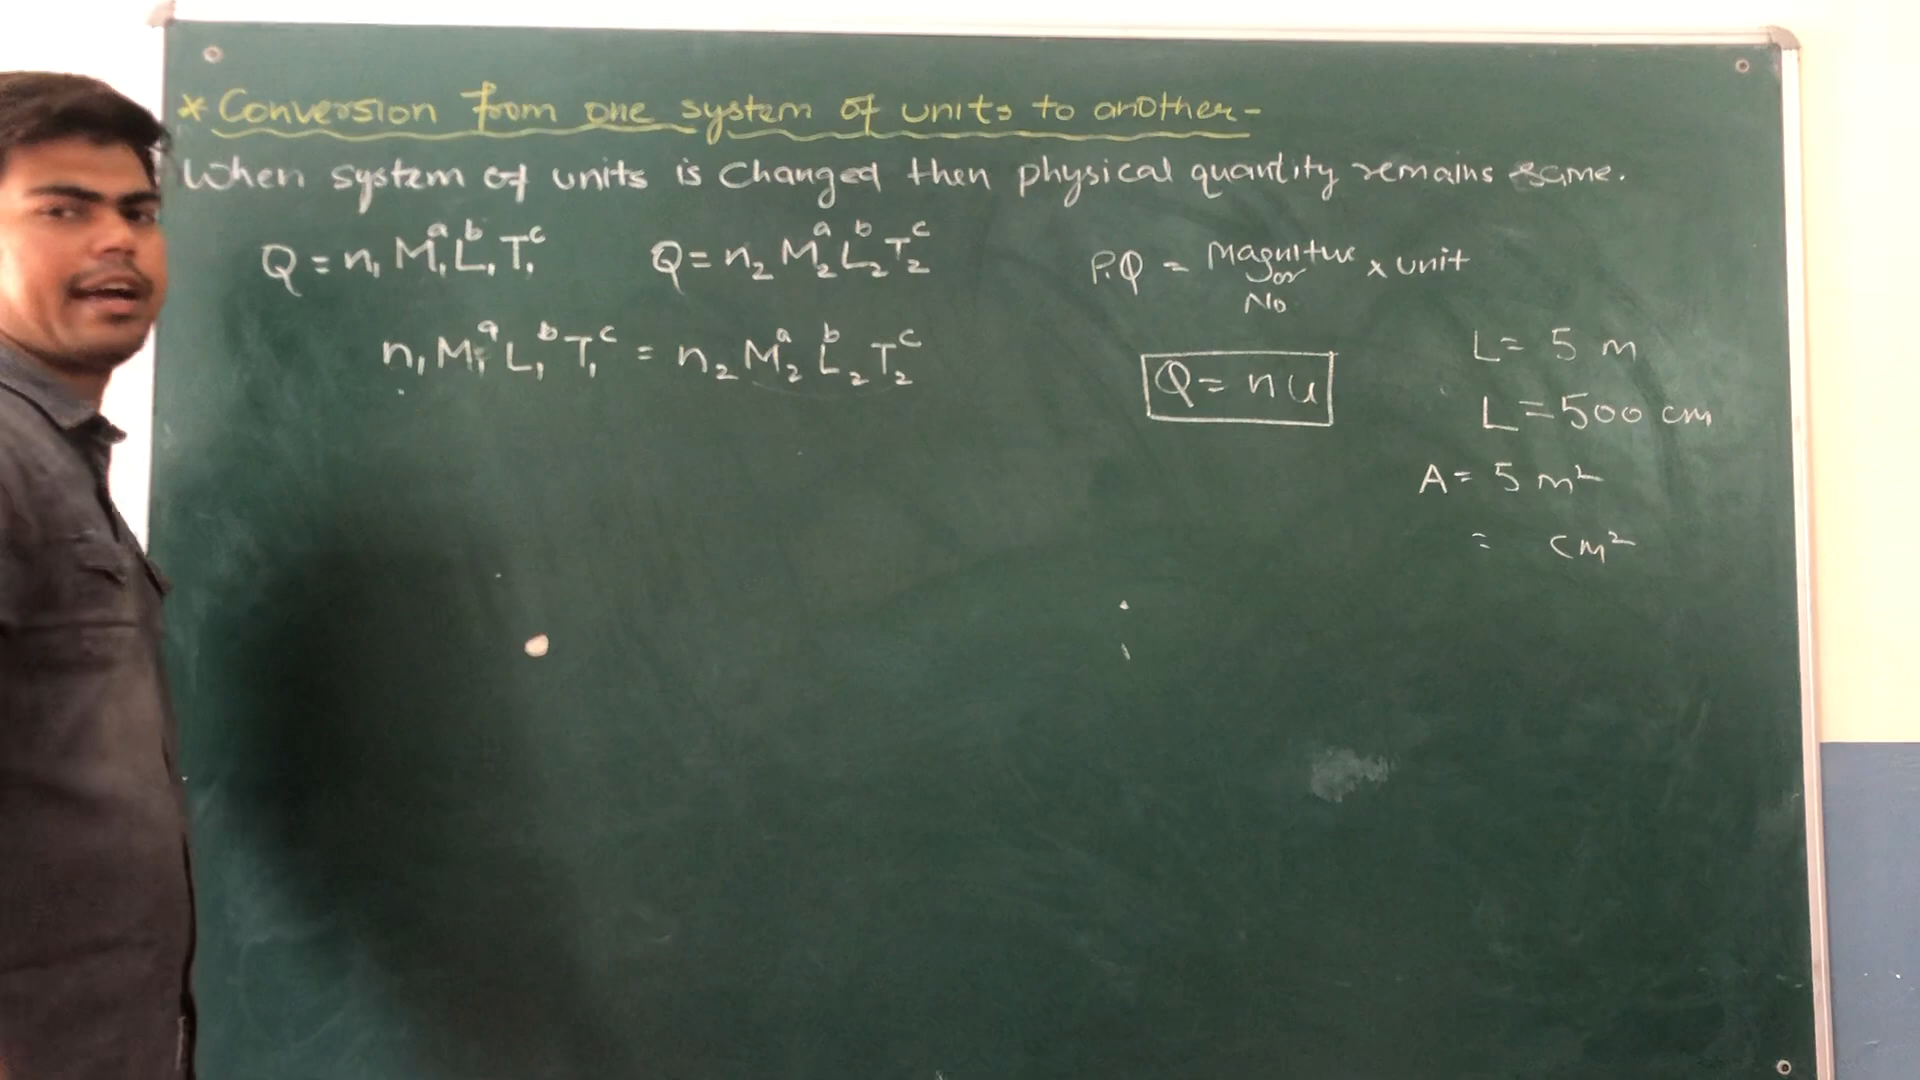 * Conversion from one system of units to another-
When system of units is changed then physical quantity remains same.
Q = n₁ M₁ᵃ L₁ᵇ T₁ᶜ Q = n₂ M₂ᵃ L₂ᵇ T₂ᶜ
n₁ M₁ᵃ L₁ᵇ T₁ᶜ = n₂ M₂ᵃ L₂ᵇ T₂ᶜ
P.Q = Magnitue x unit
or
No
Q = nu
L = 5 m
L = 500 cm
A = 5 m²
= cm²